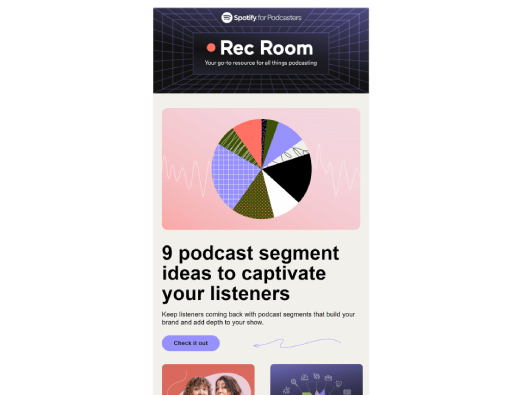 Spotify for Podcasters
Rec Room
Your go-to resource for all things podcasting
9 podcast segment
ideas to captivate
your listeners
Keep listeners coming back with podcast segments that build your
brand and add depth to your show.
Check it out